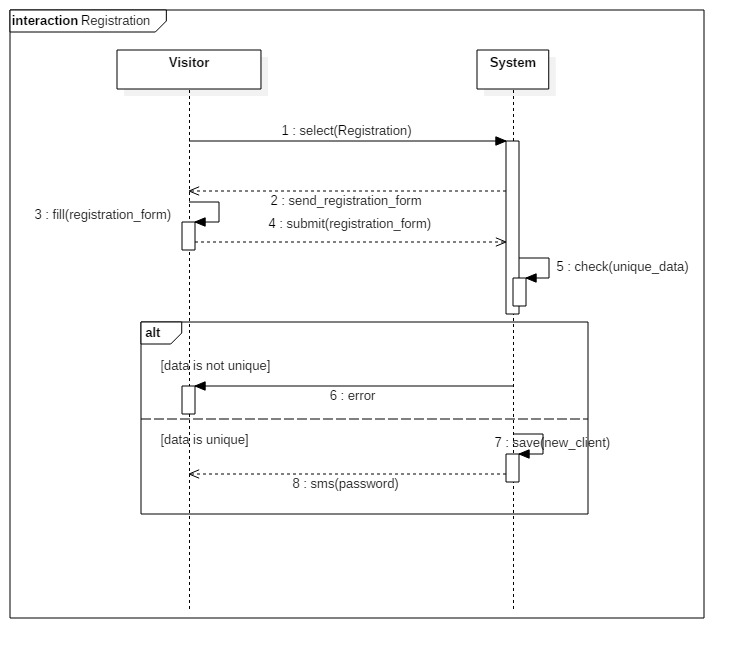 interaction Registration
Visitor
System
1 : select(Registration)
2 : send_registration_form
3 : fill(registration_form)
4 : submit(registration_form)
5 : check(unique_data)
alt
[data is not unique]
6 : error
[data is unique]
7 : save(new_client)
8 : sms(password)